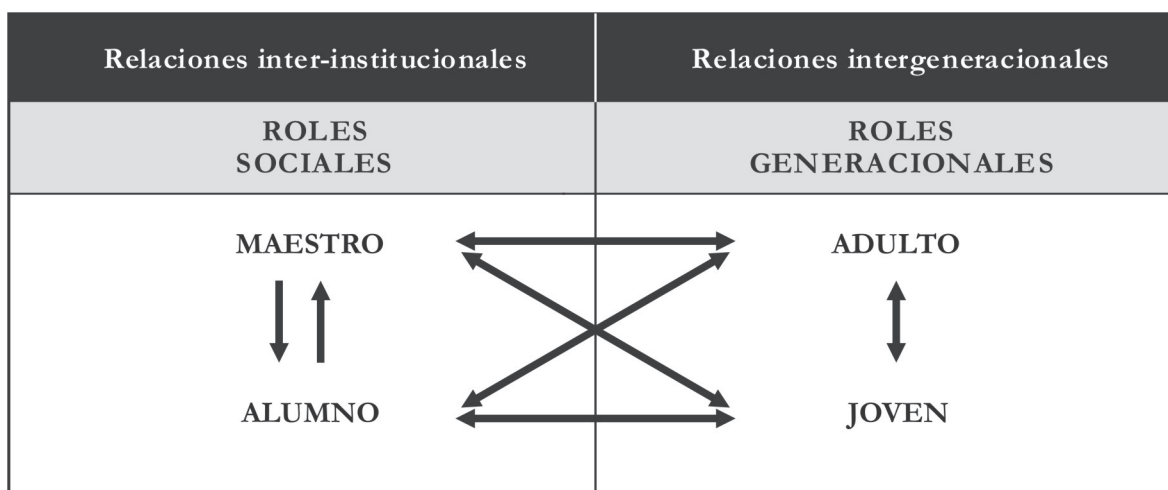 Relaciones inter-institucionales
Relaciones intergeneracionales
ROLES
SOCIALES
ROLES
GENERACIONALES
MAESTRO
ADULTO
ALUMNO
JOVEN